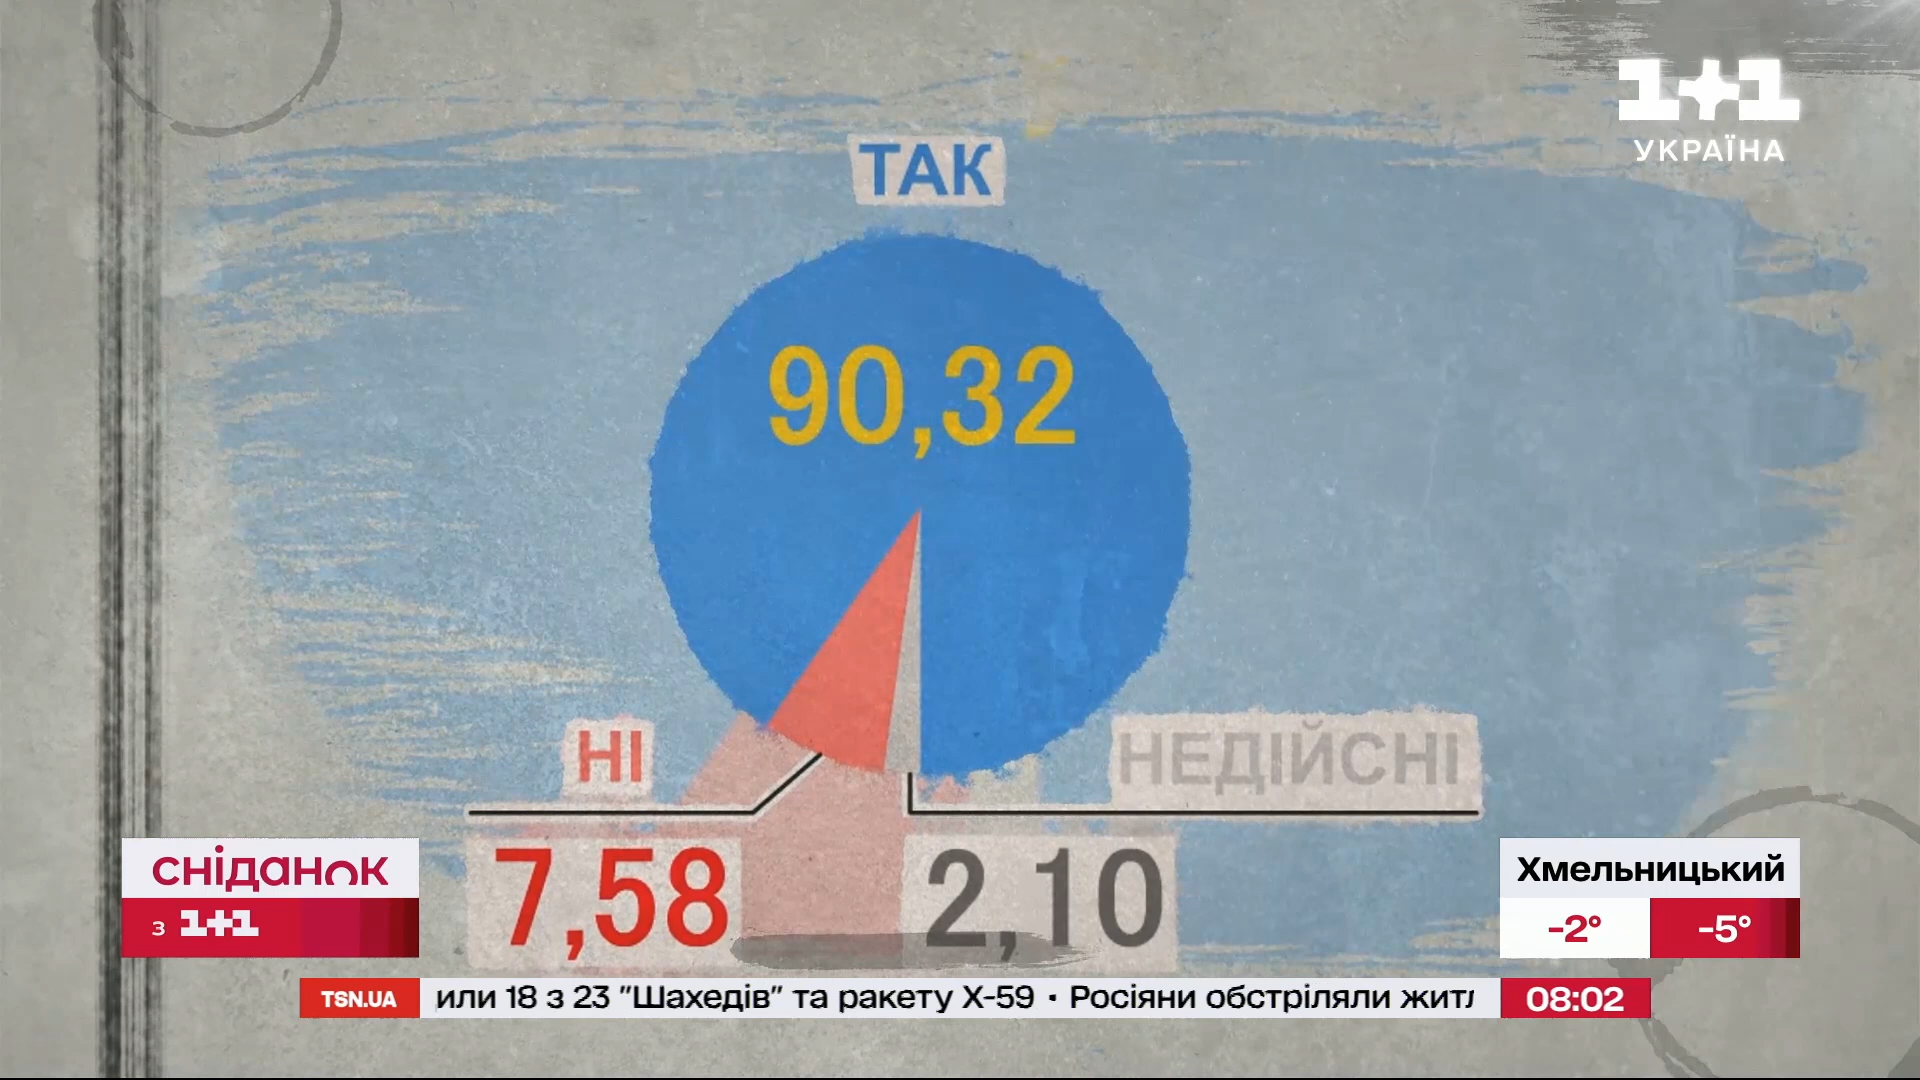 1+1
УКРАЇНА
ТАК
90,32
НІ
НЕДІЙСНІ
7,58
2,10
СНІДАНОК
з 1+1
Хмельницький
-2° -5°
TSN.UA
или 18 з 23 "Шахедів" та ракету Х-59 • Росіяни обстріляли житл
08:02